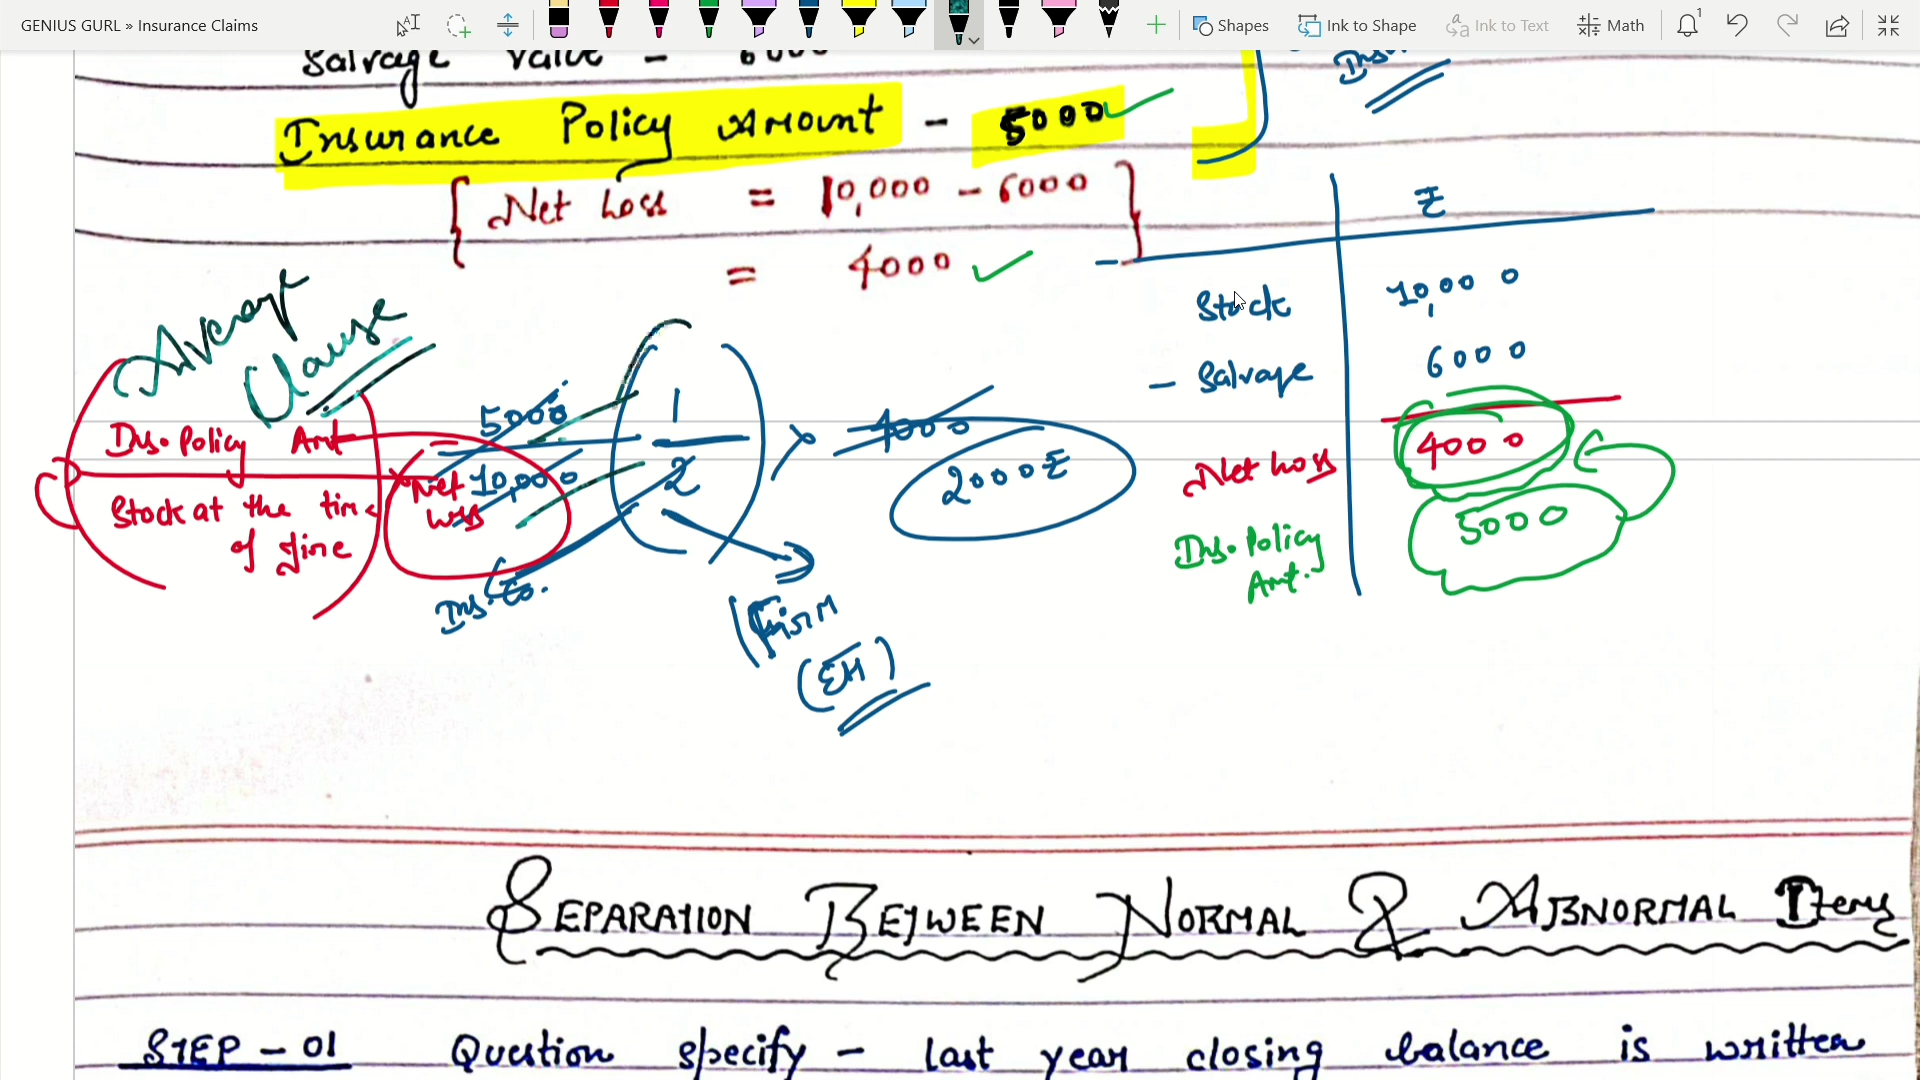 GENIUS GURL » Insurance Claims
Shapes
Ink to Shape
Ink to Text
Math
1
Salvage Value - 6000
Ins
Insurance Policy Amount - 5000
{ Net Loss = 10,000 - 6000 }
= 4000
₹
Stock 10,000
- Salvage 6000
Net Loss 4000
Ins. Policy Amt. 5000
Average
Clause
Ins. Policy Amt
Stock at the time
of fire
× Net
Loss
= 5000
10,000
( 1
2 ) × 4000
2000 ₹
Ins. Co.
(Firm
(EH)
SEPARATION BETWEEN NORMAL & ABNORMAL Items
STEP - 01 Question specify - last year closing balance is written